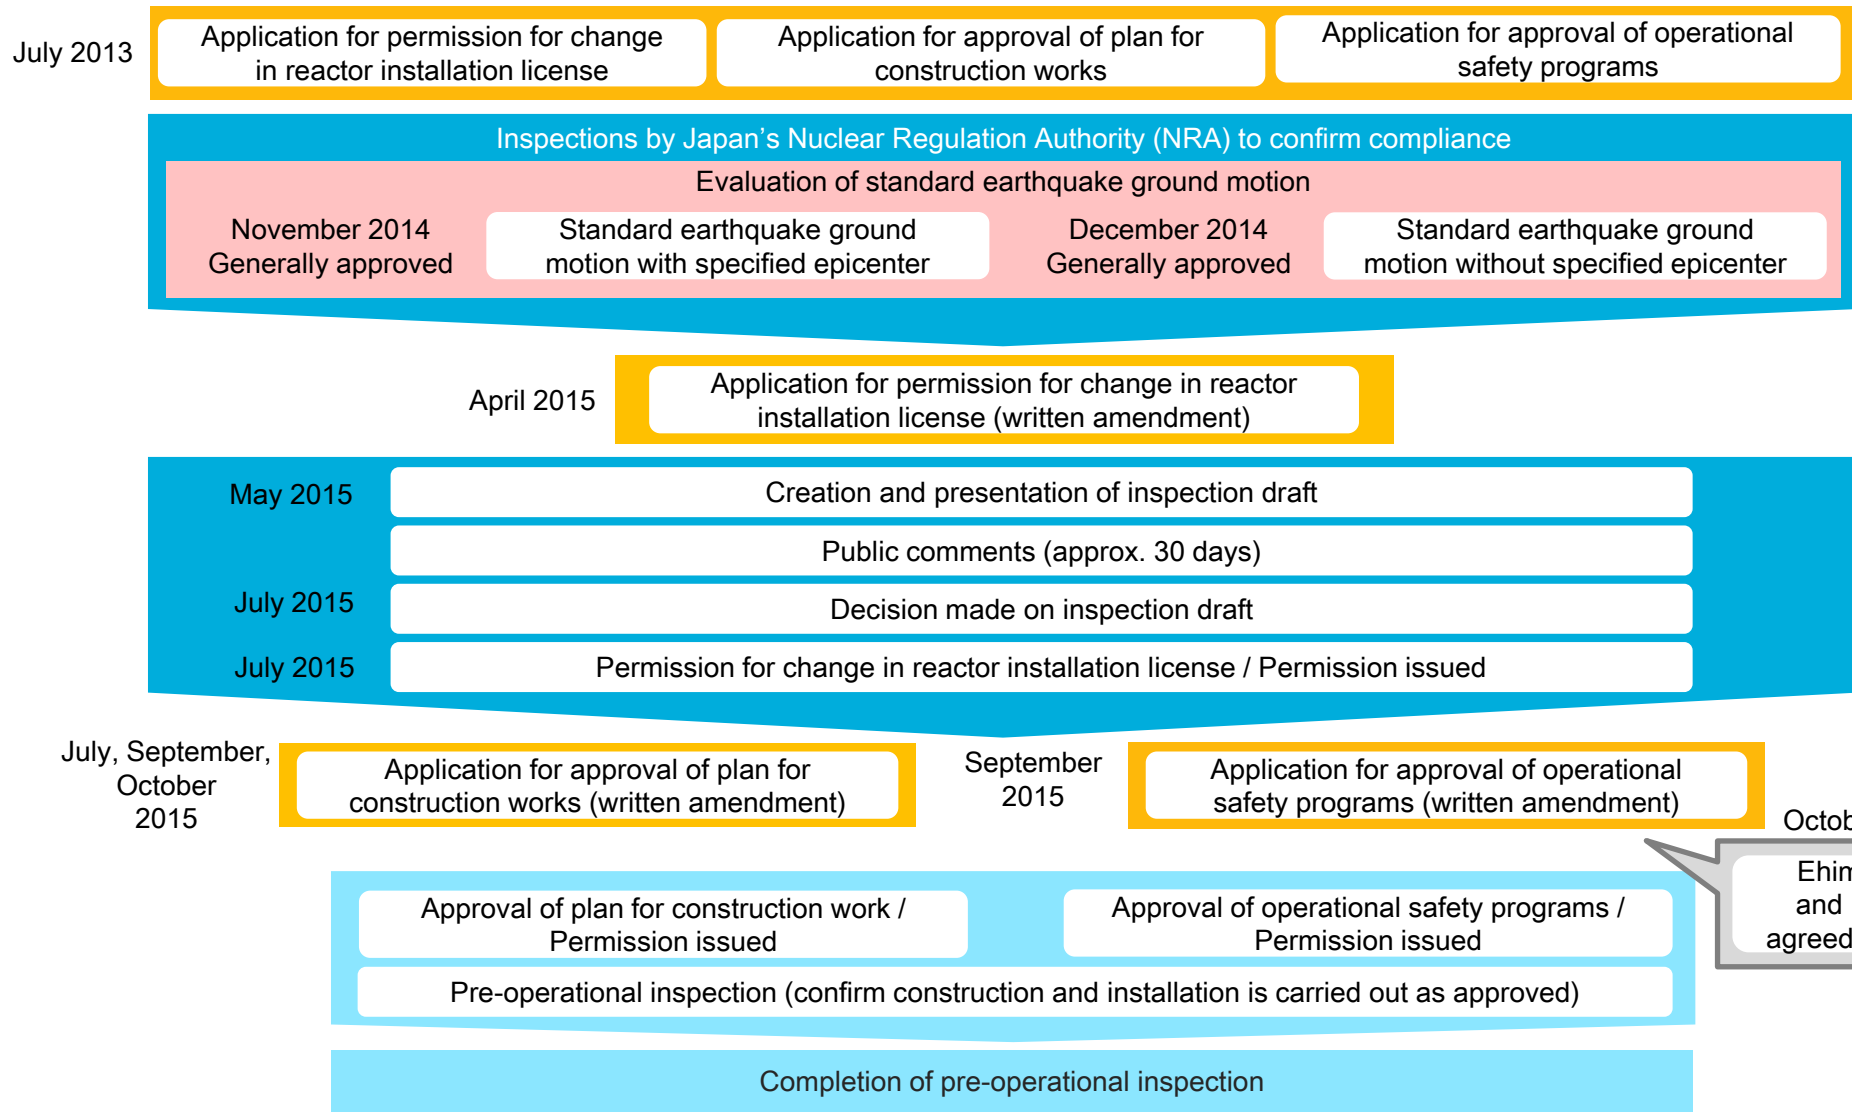 July 2013
Application for permission for change
in reactor installation license
Application for approval of plan for
construction works
Application for approval of operational
safety programs
Inspections by Japan's Nuclear Regulation Authority (NRA) to confirm compliance
Evaluation of standard earthquake ground motion
November 2014
Generally approved
Standard earthquake ground
motion with specified epicenter
December 2014
Generally approved
Standard earthquake ground
motion without specified epicenter
April 2015
Application for permission for change in reactor
installation license (written amendment)
May 2015
Creation and presentation of inspection draft
Public comments (approx. 30 days)
July 2015
Decision made on inspection draft
July 2015
Permission for change in reactor installation license / Permission issued
July, September,
October
2015
Application for approval of plan for
construction works (written amendment)
September
2015
Application for approval of operational
safety programs (written amendment)
and
agreed
Approval of plan for construction work /
Permission issued
Approval of operational safety programs /
Permission issued
Pre-operational inspection (confirm construction and installation is carried out as approved)
Completion of pre-operational inspection